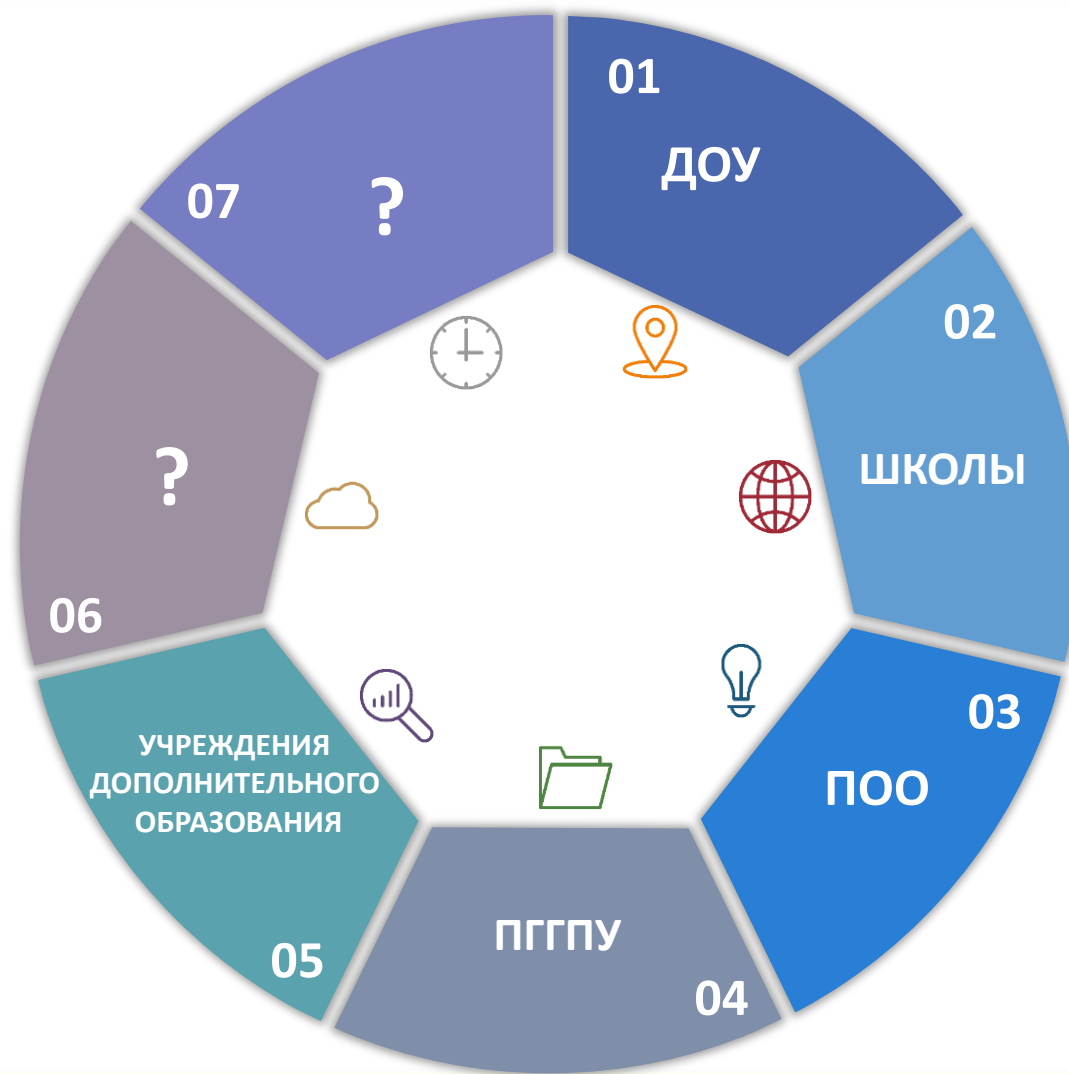 01
ДОУ
02
ШКОЛЫ
03
ПОО
ПГГПУ
04
УЧРЕЖДЕНИЯ
ДОПОЛНИТЕЛЬНОГО
ОБРАЗОВАНИЯ
05
?
06
07
?